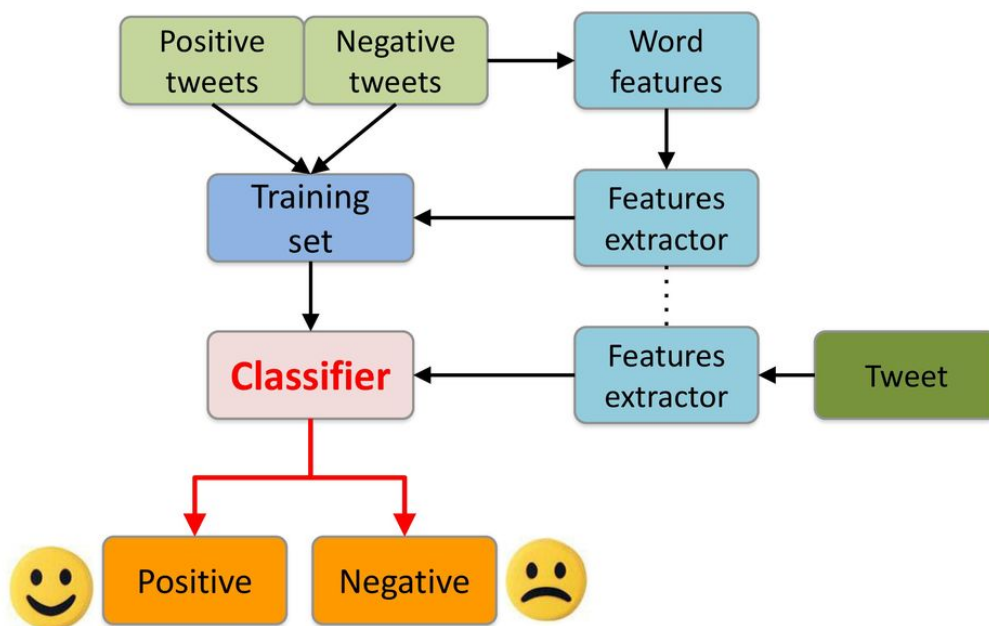 Positive
tweets
Negative
tweets
Word
features
Training
set
Features
extractor
Classifier
Features
extractor
Tweet
Positive
Negative